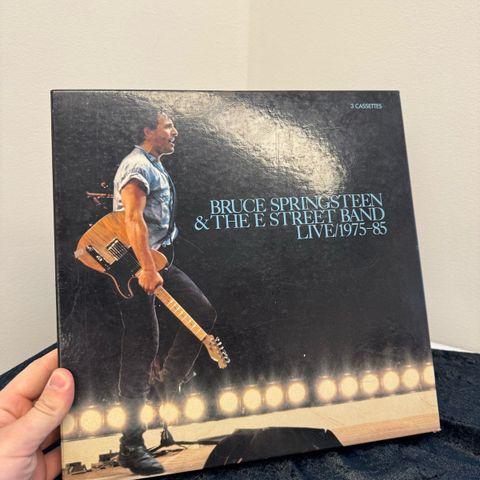 3 CASSETTES
BRUCE SPRINGSTEEN
& THE E STREET BAND
LIVE/1975–85